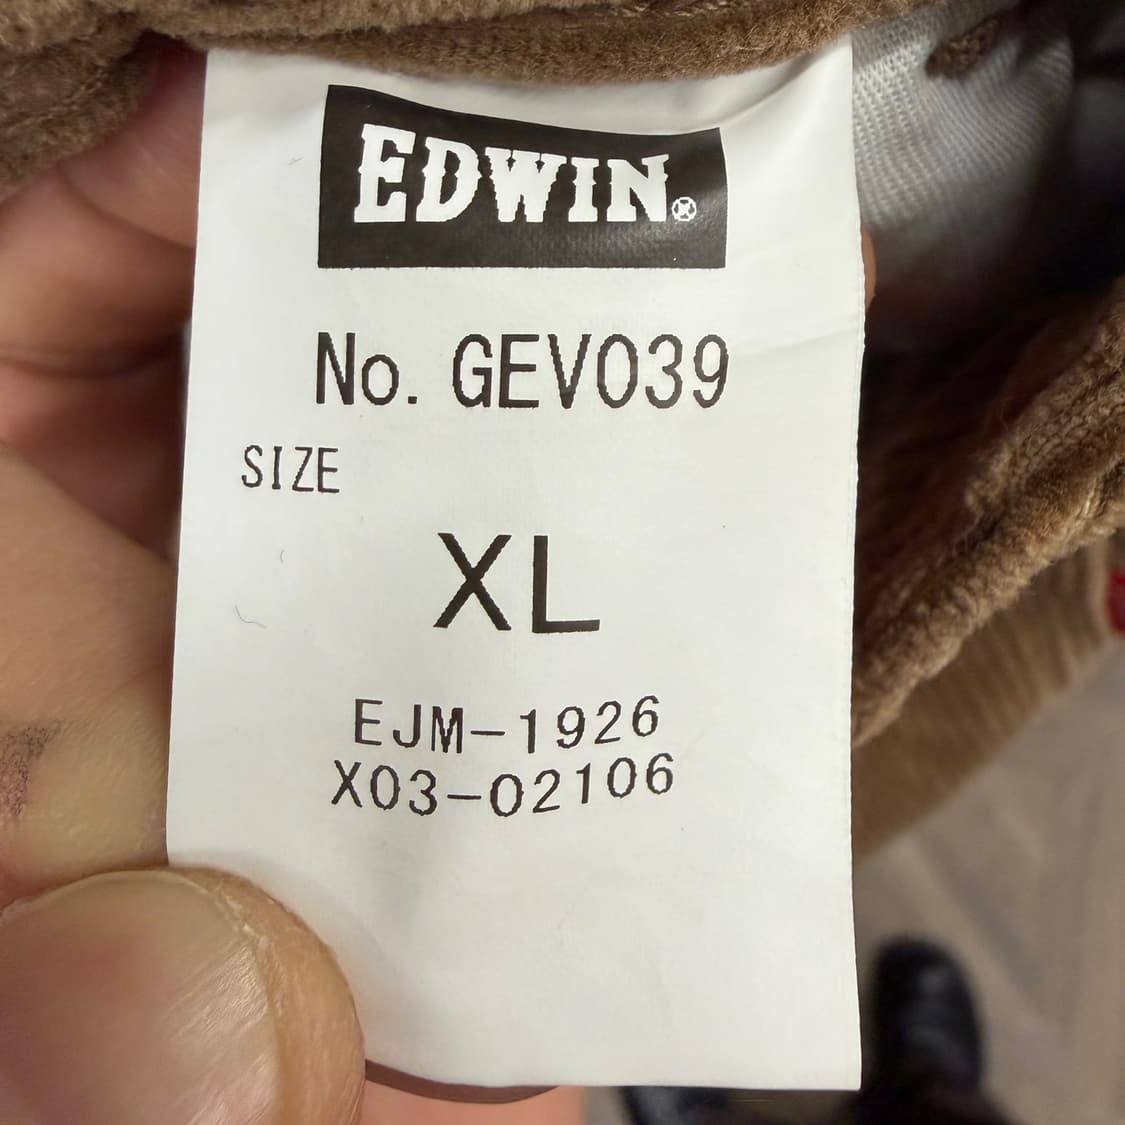 EDWIN
No. GEV039
SIZE
XL
EJM-1926
X03-02106